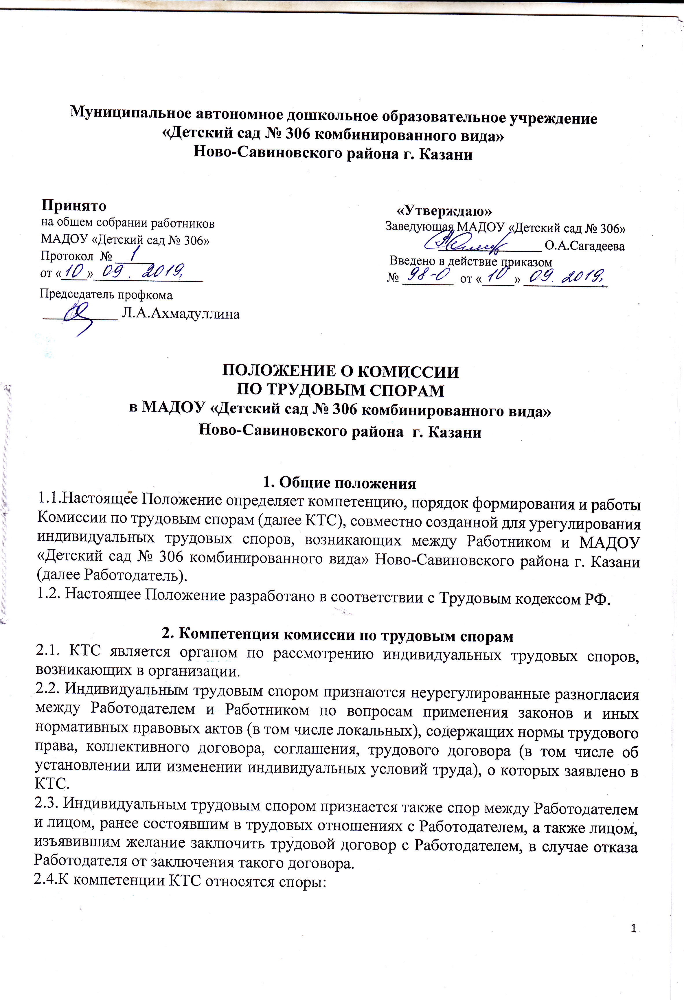 Муниципальное автономное дошкольное образовательное учреждение
«Детский сад № 306 комбинированного вида»
Ново-Савиновского района г. Казани
Принято
на общем собрании работников
МАДОУ «Детский сад № 306»
Протокол № 1
от «10» 09. 2019.
Председатель профкома
Л.А.Ахмадуллина
«Утверждаю»
Заведующая МАДОУ «Детский сад № 306»
О.А.Сагадеева
Введено в действие приказом
№ 98-О от «10» 09. 2019.
ПОЛОЖЕНИЕ О КОМИССИИ
ПО ТРУДОВЫМ СПОРАМ
в МАДОУ «Детский сад № 306 комбинированного вида»
Ново-Савиновского района г. Казани
1. Общие положения
1.1.Настоящее Положение определяет компетенцию, порядок формирования и работы
Комиссии по трудовым спорам (далее КТС), совместно созданной для урегулирования
индивидуальных трудовых споров, возникающих между Работником и МАДОУ
«Детский сад № 306 комбинированного вида» Ново-Савиновского района г. Казани
(далее Работодатель).
1.2. Настоящее Положение разработано в соответствии с Трудовым кодексом РФ.
2. Компетенция комиссии по трудовым спорам
2.1. КТС является органом по рассмотрению индивидуальных трудовых споров,
возникающих в организации.
2.2. Индивидуальным трудовым спором признаются неурегулированные разногласия
между Работодателем и Работником по вопросам применения законов и иных
нормативных правовых актов (в том числе локальных), содержащих нормы трудового
права, коллективного договора, соглашения, трудового договора (в том числе об
установлении или изменении индивидуальных условий труда), о которых заявлено в
КТС.
2.3. Индивидуальным трудовым спором признается также спор между Работодателем
и лицом, ранее состоявшим в трудовых отношениях с Работодателем, а также лицом,
изъявившим желание заключить трудовой договор с Работодателем, в случае отказа
Работодателя от заключения такого договора.
2.4.К компетенции КТС относятся споры:
1